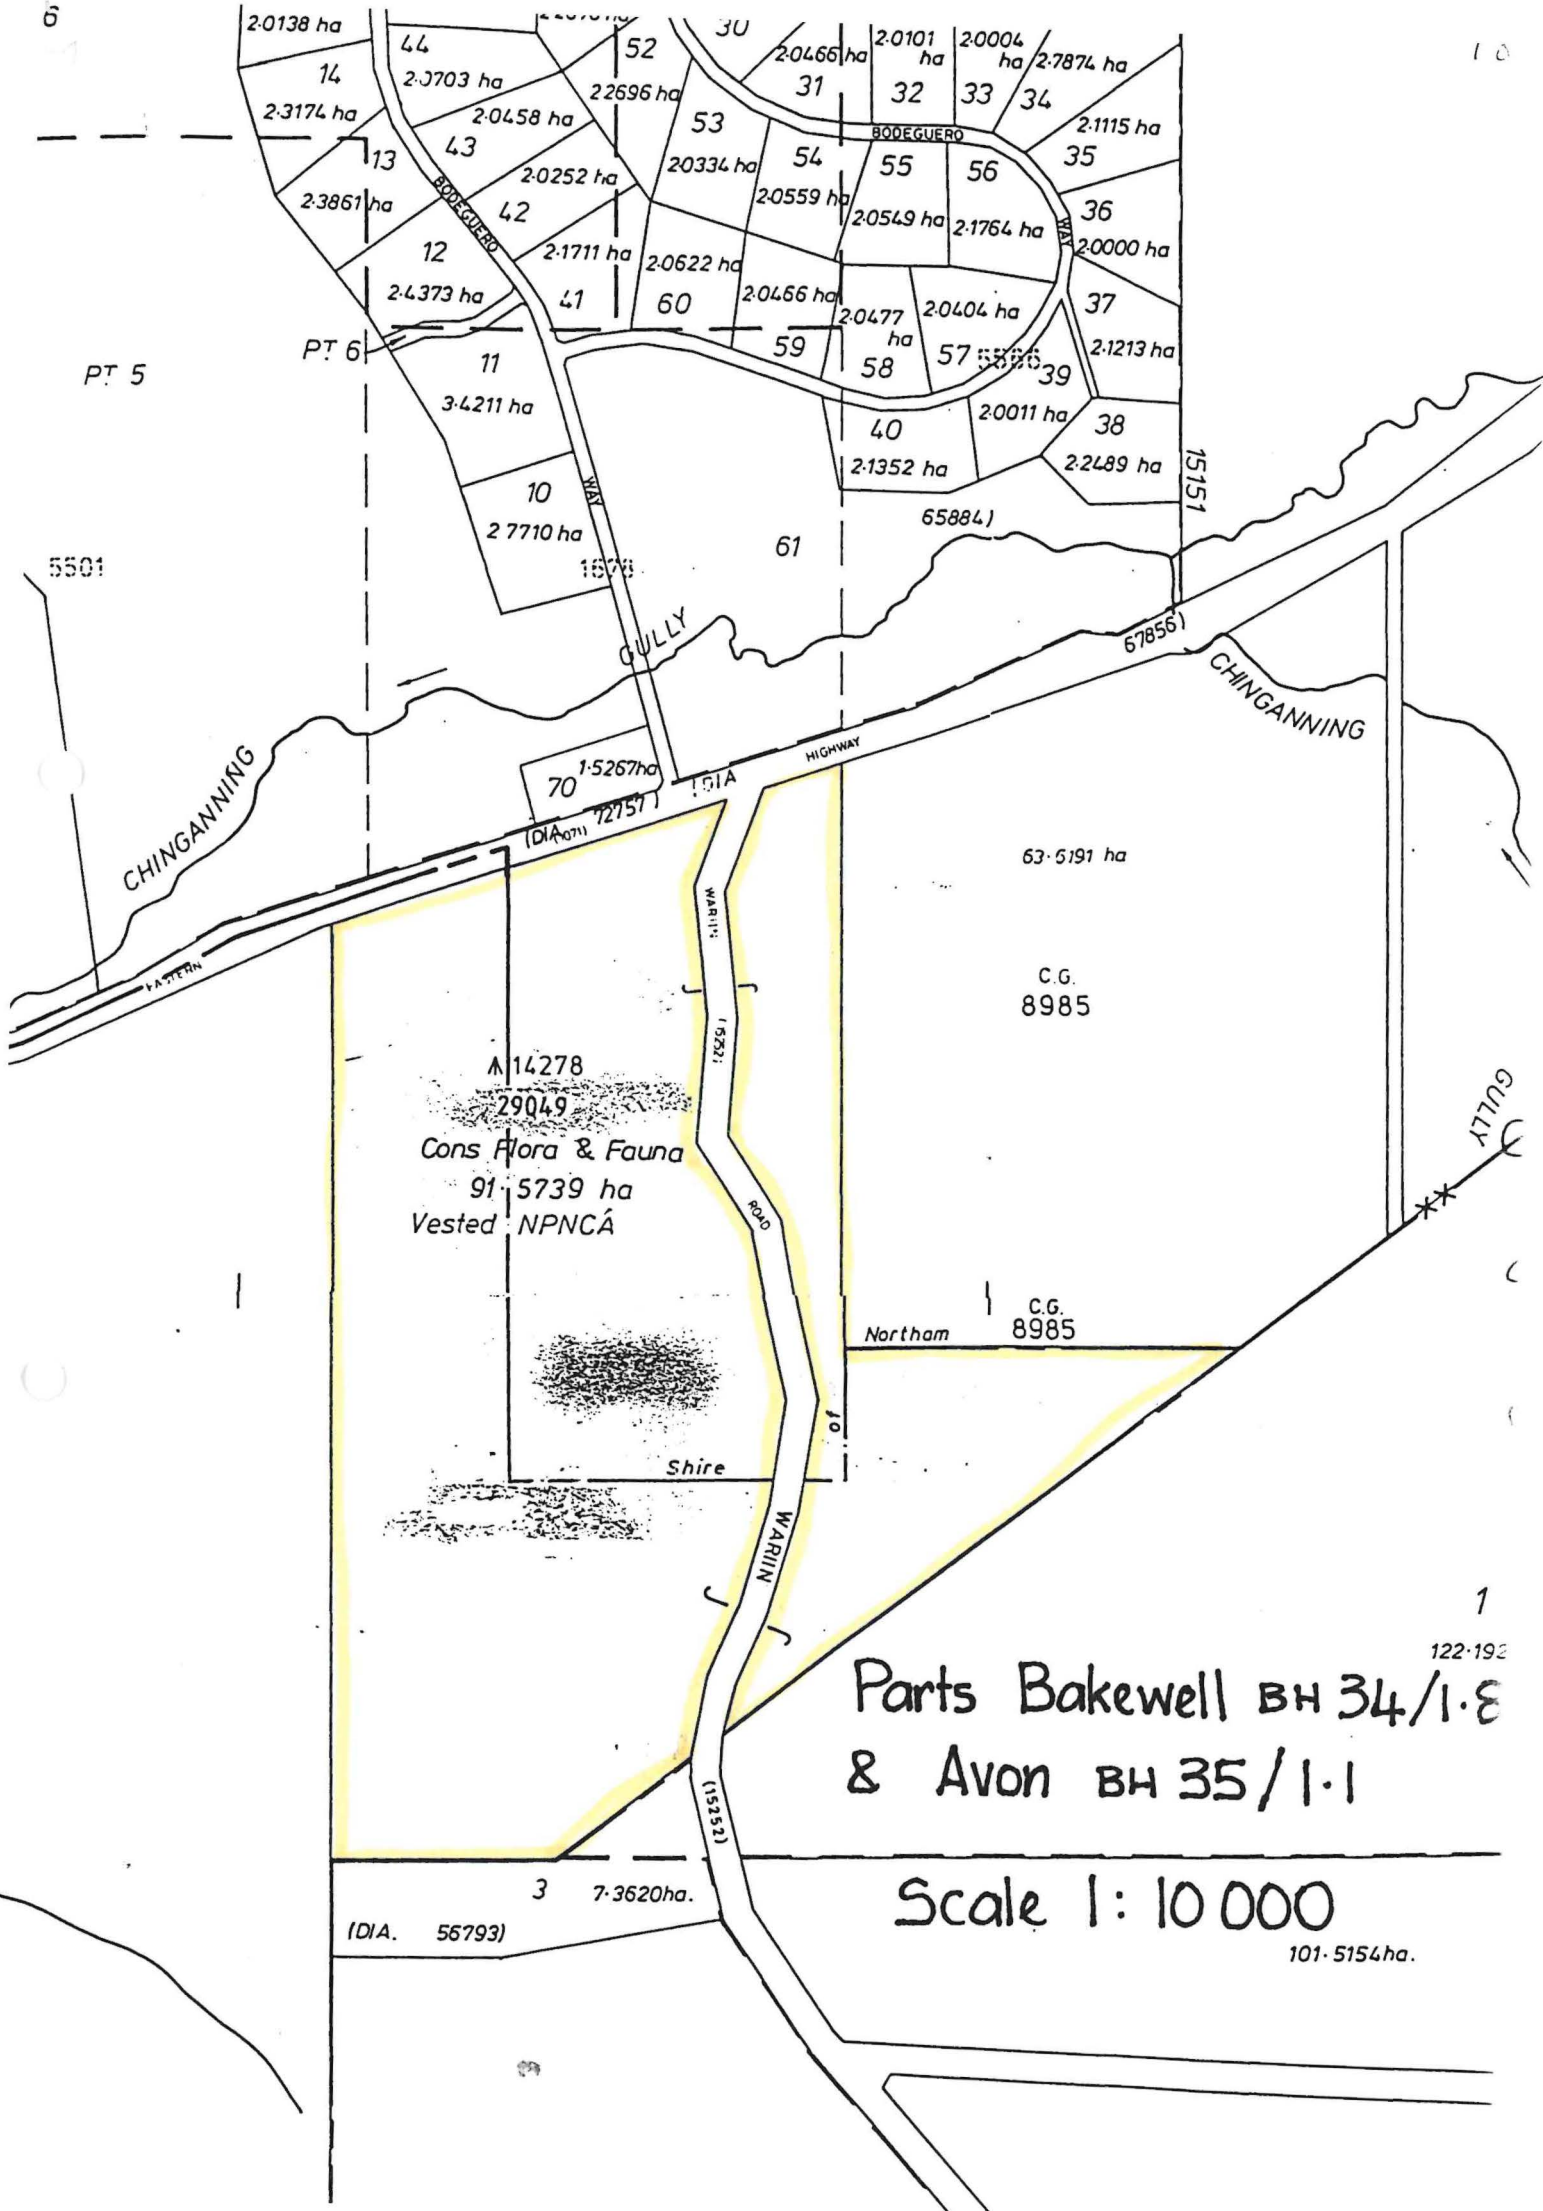 6
2.0138 ha
44
14
2.3174 ha
43
2.0458 ha
13
2.3861 ha
42
2.0252 ha
BODEGUERO
12
2.4373 ha
41
2.1711 ha
52
2.2696 ha
30
31
2.0466 ha
32
2.0101 ha
33
2.0004 ha
34
2.7874 ha
35
2.1115 ha
BODEGUERO
53
2.0334 ha
54
2.0559 ha
55
2.0549 ha
56
2.1764 ha
WAY
36
2.0000 ha
60
2.0622 ha
59
2.0466 ha
58
2.0477 ha
57
2.0404 ha
37
2.1213 ha
39
2.0011 ha
38
2.2489 ha
40
2.1352 ha
PT 5
PT 6
11
3.4211 ha
10
2.7710 ha
WAY
61
65884)
15151
5501
GULLY
CHINGANNING
70
1.5267ha
(DIA
72757)
(DIA
HIGHWAY
67856)
CHINGANNING
EASTERN
63.6191 ha
WARIIN
(15252)
C.G.
8985
14278
29049
Cons Flora & Fauna
91.5739 ha
Vested NPNCA
ROAD
GULLY
C.G.
8985
Northam
of
Shire
WARIIN
1
Parts Bakewell BH 34/1.8
& Avon BH 35/1.1
(15252)
3
7.3620ha.
Scale 1:10 000
(DIA. 56793)
101.5154ha.